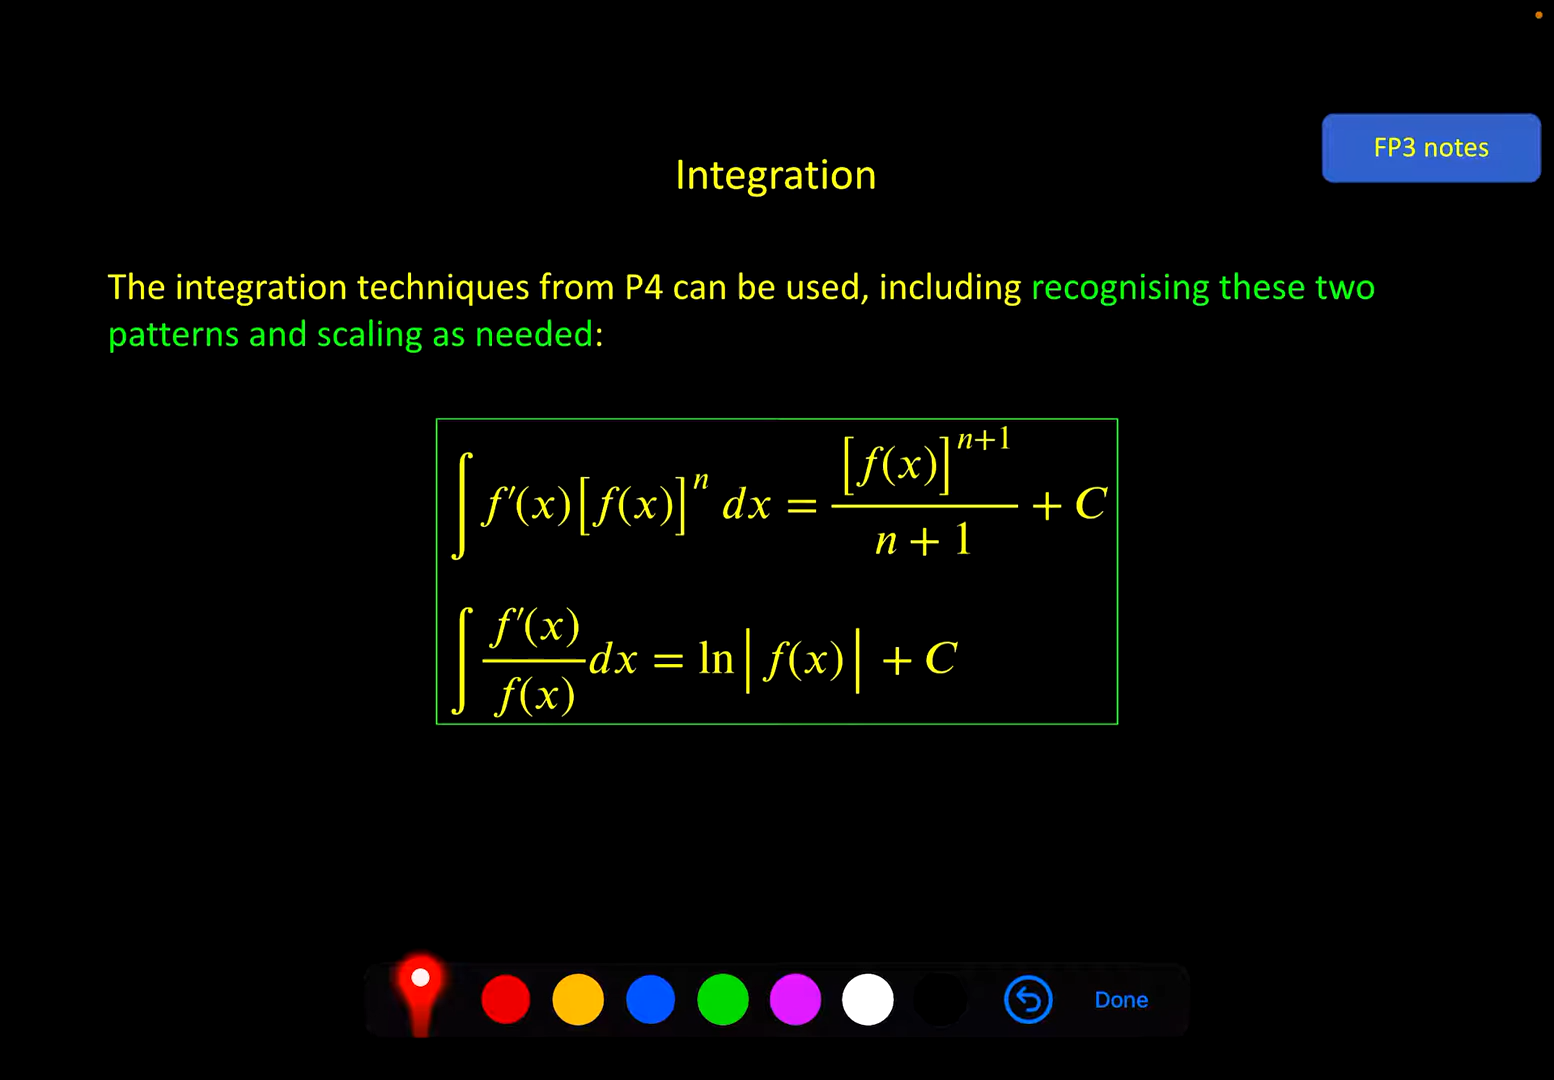 FP3 notes
Integration
The integration techniques from P4 can be used, including recognising these two
patterns and scaling as needed:
∫ f′(x)[f(x)]ⁿ dx = [f(x)]ⁿ⁺¹ / (n + 1) + C
∫ f′(x)/f(x) dx = ln|f(x)| + C
Done